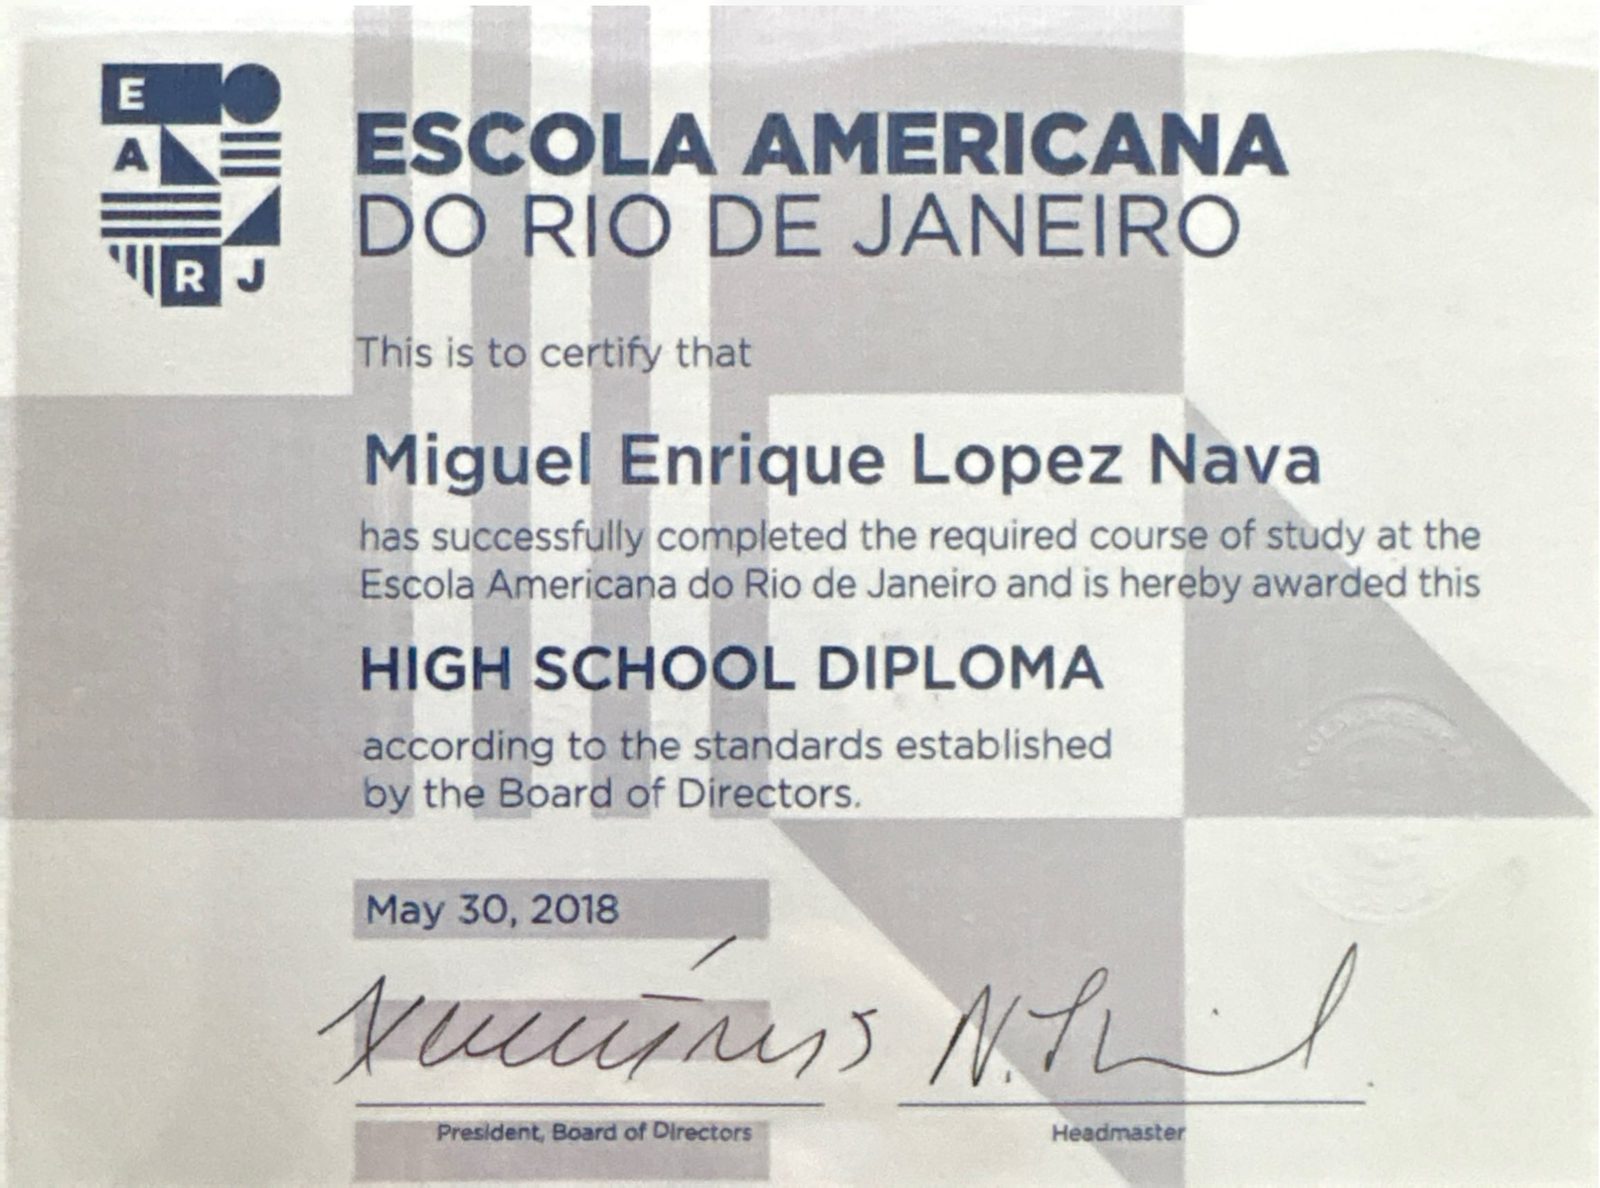 E
A
R J
ESCOLA AMERICANA
DO RIO DE JANEIRO
This is to certify that
Miguel Enrique Lopez Nava
has successfully completed the required course of study at the
Escola Americana do Rio de Janeiro and is hereby awarded this
HIGH SCHOOL DIPLOMA
according to the standards established
by the Board of Directors.
May 30, 2018
President, Board of Directors
Headmaster